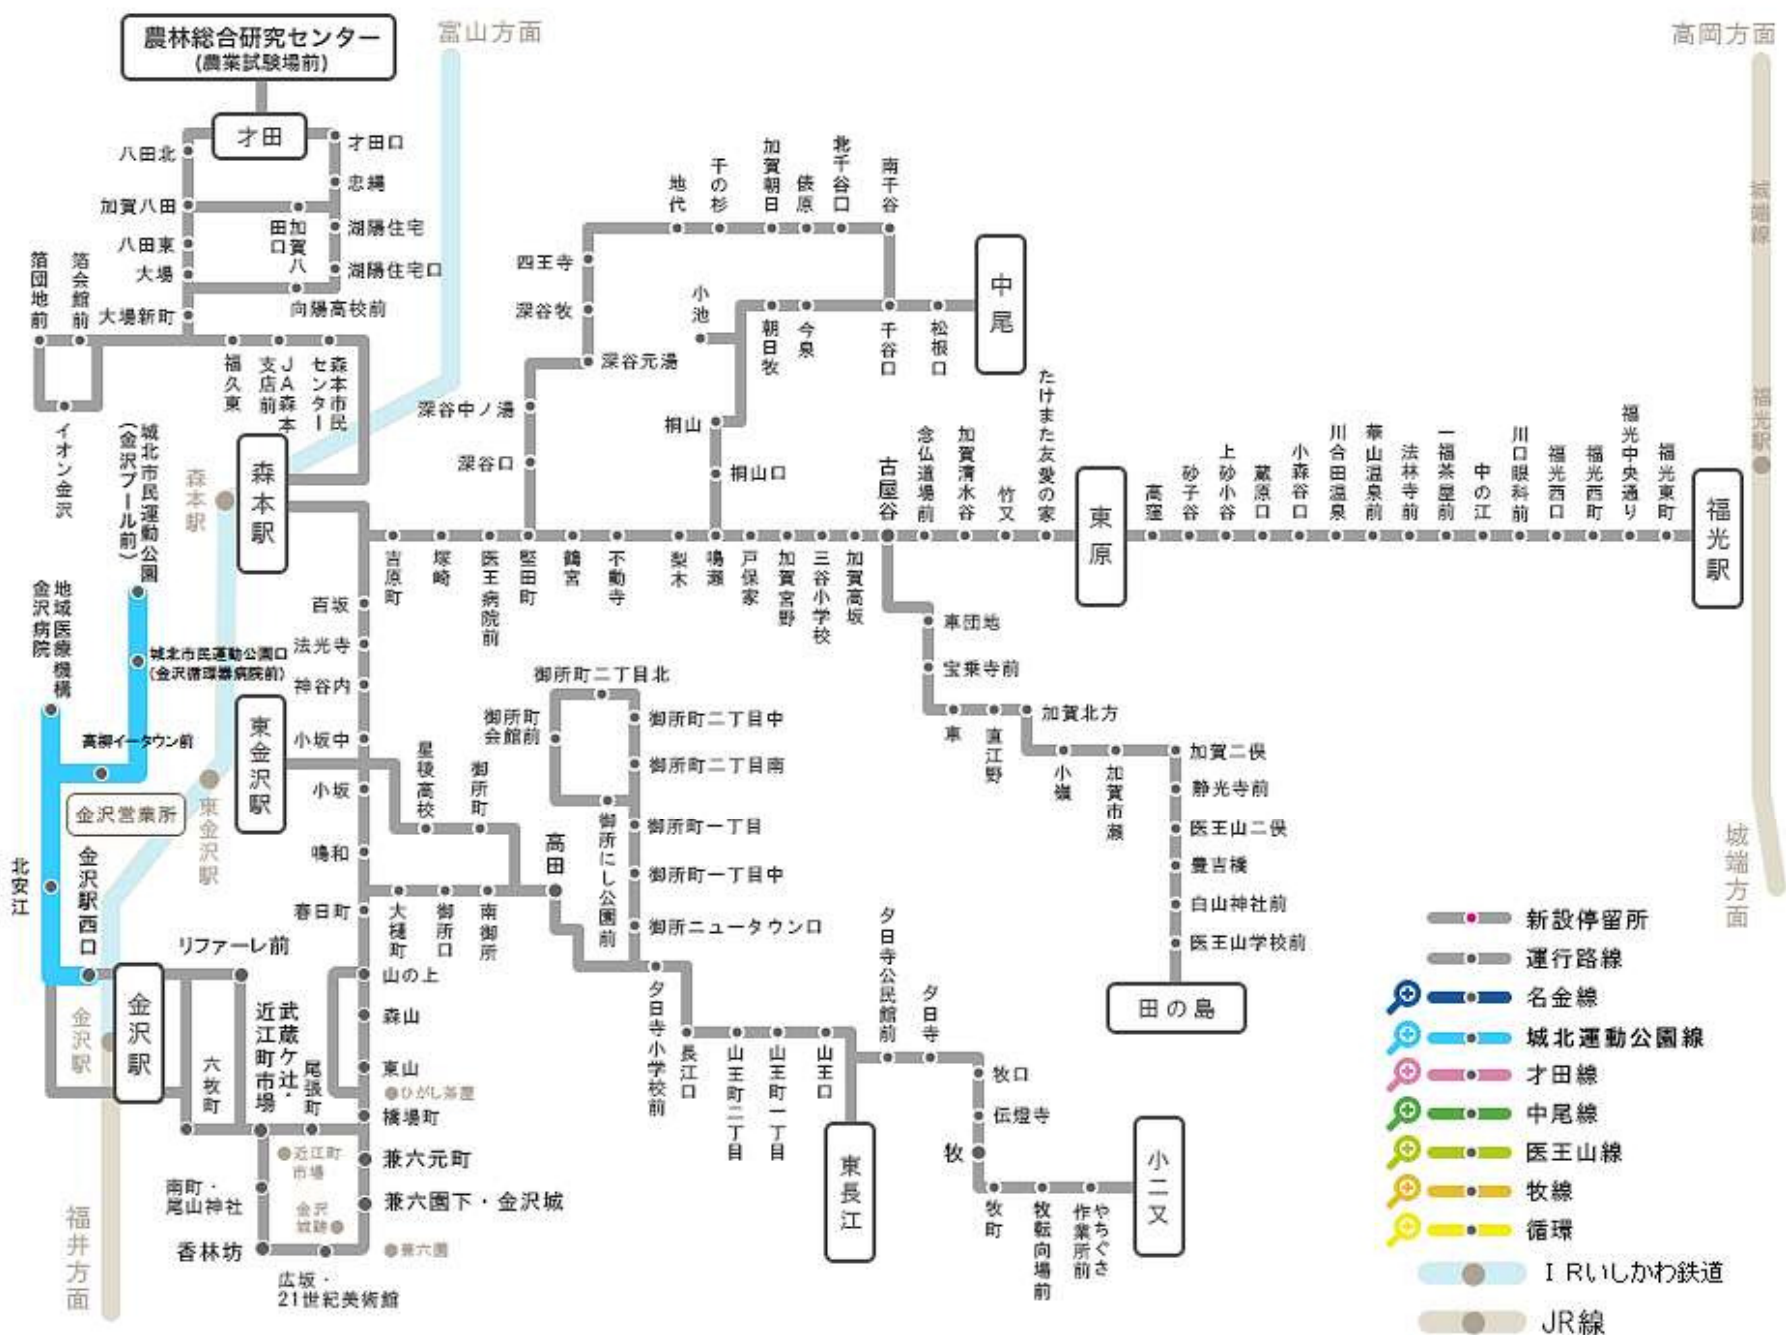 農林総合研究センター
(農業試験場前)
富山方面
高岡方面
才田
八田北
才田口
忠縄
加賀八田
加賀八
田口
湖陽住宅
八田東
大場
湖陽住宅口
向陽高校前
大場新町
箔団地前
箔会館前
イオン金沢
福久東
JA森本
支店前
森本市民
センター
森本駅
森本駅
城北市民運動公園
(金沢プール前)
地域医療機構
金沢病院
城北市民運動公園口
(金沢循環器病院前)
高柳イータウン前
金沢営業所
東金沢駅
東金沢駅
北安江
金沢駅西口
リファーレ前
金沢駅
金沢駅
六枚町
武蔵ケ辻・
近江町市場
尾張町
近江町
市場
南町・
尾山神社
金沢
城跡
香林坊
広坂・
21世紀美術館
兼六園
福井方面
百坂
法光寺
神谷内
小坂中
小坂
鳴和
春日町
山の上
森山
東山
ひがし茶屋
橋場町
兼六元町
兼六園下・金沢城
吉原町
塚崎
医王病院前
堅田町
鶴宮
不動寺
梨木
鳴瀬
戸保家
加賀宮野
三谷小学校
加賀高坂
古屋谷
念仏道場前
加賀清水谷
竹又
たけまた友愛の家
東原
深谷口
深谷中ノ湯
深谷元湯
深谷牧
四王寺
地代
千の杉
加賀朝日
俵原
北千谷口
南千谷
小池
朝日牧
今泉
千谷口
松根口
中尾
桐山
桐山口
高窪
砂子谷
上砂小谷
蔵原口
小森谷口
川合田温泉
華山温泉前
法林寺前
一福茶屋前
中の江
川口眼科前
福光西口
福光西町
福光中央通り
福光東町
福光駅
城端線
福光駅
城端方面
車団地
宝乗寺前
車
直江野
加賀北方
小嶺
加賀市瀬
加賀二俣
静光寺前
医王山二俣
豊吉橋
白山神社前
医王山学校前
田の島
星稜高校
御所町
大樋町
御所口
南御所
高田
御所町二丁目北
御所町
会館前
御所町二丁目中
御所町二丁目南
御所にし公園前
御所町一丁目
御所町一丁目中
御所ニュータウン口
夕日寺小学校前
長江口
山王町二丁目
山王町一丁目
山王口
東長江
夕日寺公民館前
夕日寺
牧口
伝燈寺
牧
牧町
牧転向場前
やちぐさ
作業所前
小二又
新設停留所
運行路線
名金線
城北運動公園線
才田線
中尾線
医王山線
牧線
循環
IRいしかわ鉄道
JR線